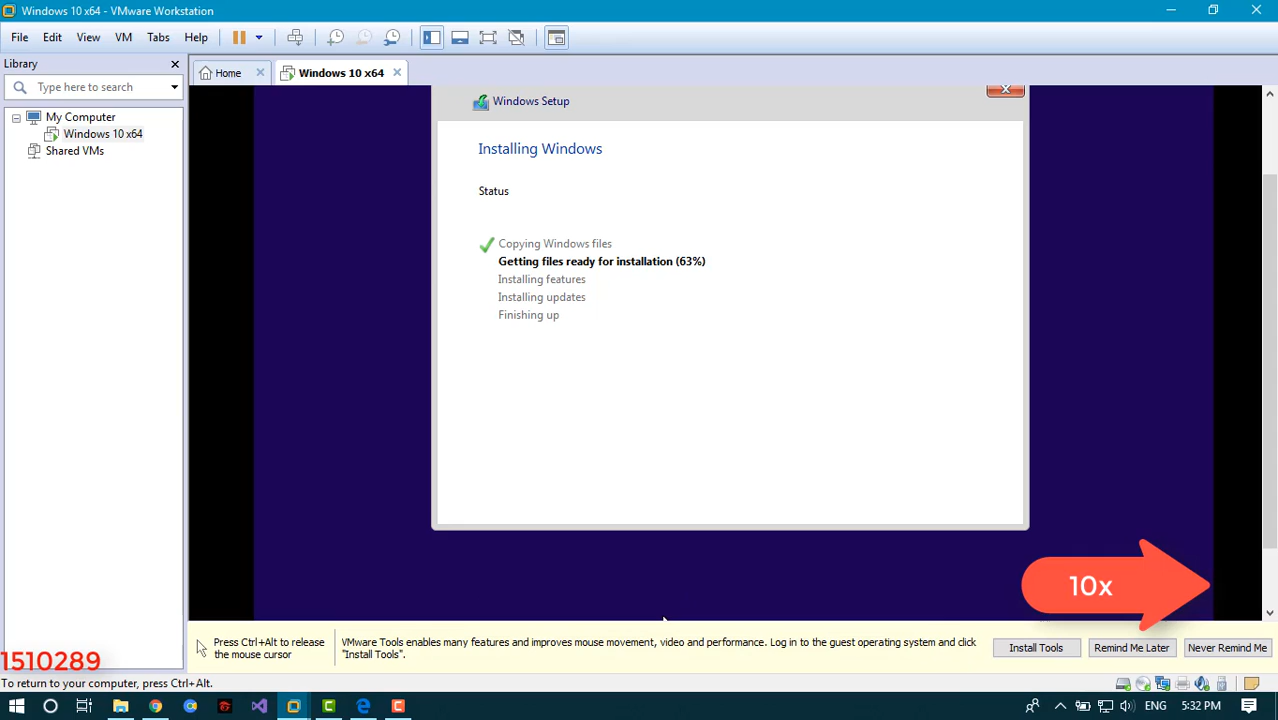 Windows 10 x64 - VMware Workstation
File Edit View VM Tabs Help
Library
Type here to search
My Computer
Windows 10 x64
Shared VMs
Home
Windows 10 x64
Windows Setup
Installing Windows
Status
Copying Windows files
Getting files ready for installation (63%)
Installing features
Installing updates
Finishing up
10x
Press Ctrl+Alt to release
the mouse cursor
VMware Tools enables many features and improves mouse movement, video and performance. Log in to the guest operating system and click
"Install Tools".
Install Tools
Remind Me Later
Never Remind Me
1510289
To return to your computer, press Ctrl+Alt.
ENG
5:32 PM